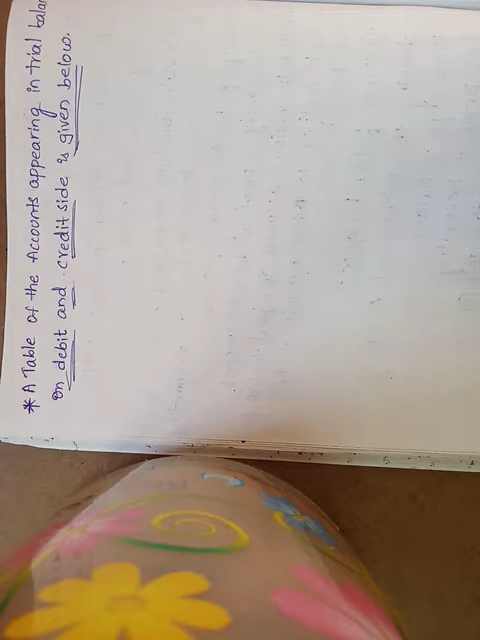 * A Table of the Accounts appearing in trial balan
on debit and credit side is given below.